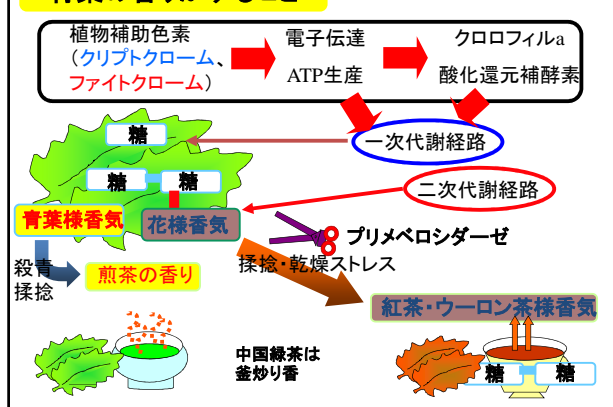 植物補助色素
（クリプトクローム、
ファイトクローム）
電子伝達
ATP生産
クロロフィルa
酸化還元補酵素
一次代謝経路
糖
糖
糖
二次代謝経路
青葉様香気
花様香気
プリメベロシダーゼ
殺青
揉捻
煎茶の香り
揉捻・乾燥ストレス
紅茶・ウーロン茶様香気
中国緑茶は
釜炒り香
糖
糖